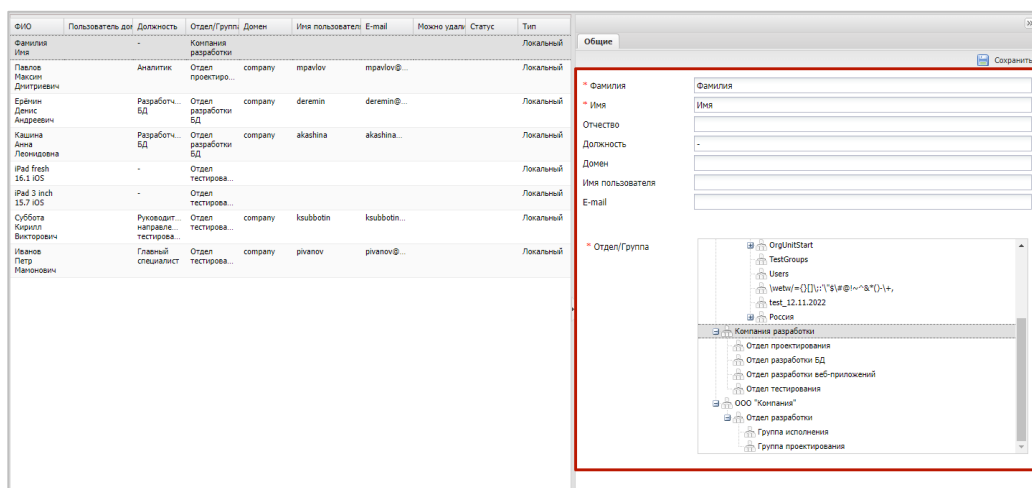 ФИО Пользователь дом Должность Отдел/Группа Домен Имя пользователя E-mail Можно удали Статус Тип
Фамилия Имя - Компания разработки Локальный
Павлов Максим Дмитриевич Аналитик Отдел проектиро... company mpavlov mpavlov@... Локальный
Ерёмин Денис Андреевич Разработч... БД Отдел разработки БД company deremin deremin@... Локальный
Кашина Анна Леонидовна Разработч... БД Отдел разработки БД company akashina akashina... Локальный
iPad fresh 16.1 iOS - Отдел тестирова... Локальный
iPad 3 inch 15.7 iOS - Отдел тестирова... Локальный
Суббота Кирилл Викторович Руководит... направле... тестирова... Отдел тестирова... company ksubbotin ksubbotin... Локальный
Иванов Петр Мамонович Главный специалист Отдел тестирова... company pivanov pivanov@... Локальный
Общие
Сохранить
* Фамилия Фамилия
* Имя Имя
Отчество
Должность -
Домен
Имя пользователя
E-mail
* Отдел/Группа
OrgUnitStart
TestGroups
Users
\wetw/={}[]\;:'\"$\#@!~^&*()-\+,
test_12.11.2022
Россия
Компания разработки
Отдел проектирования
Отдел разработки БД
Отдел разработки веб-приложений
Отдел тестирования
ООО "Компания"
Отдел разработки
Группа исполнения
Группа проектирования